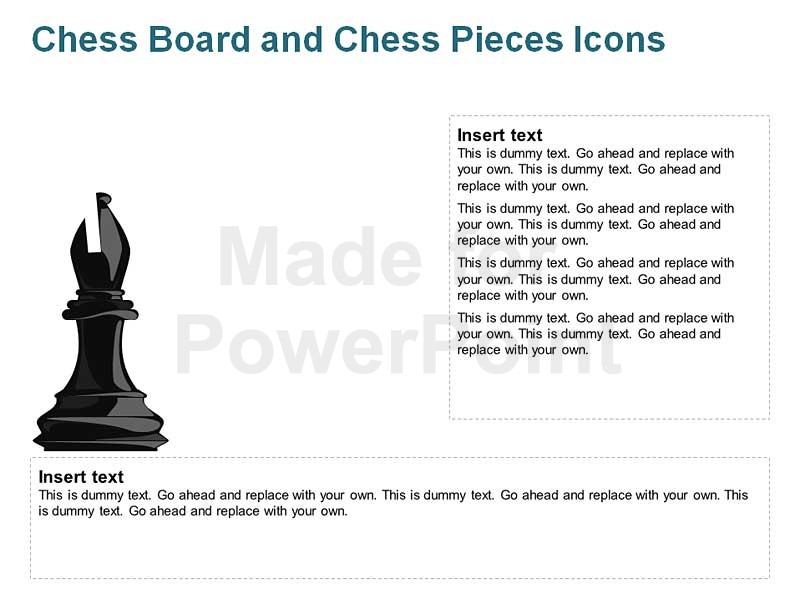 Chess Board and Chess Pieces Icons
Insert text
This is dummy text. Go ahead and replace with
your own. This is dummy text. Go ahead and
replace with your own.
This is dummy text. Go ahead and replace with
your own. This is dummy text. Go ahead and
replace with your own.
This is dummy text. Go ahead and replace with
your own. This is dummy text. Go ahead and
replace with your own.
This is dummy text. Go ahead and replace with
your own. This is dummy text. Go ahead and
replace with your own.
Made for
PowerPoint
Insert text
This is dummy text. Go ahead and replace with your own. This is dummy text. Go ahead and replace with your own. This
is dummy text. Go ahead and replace with your own.